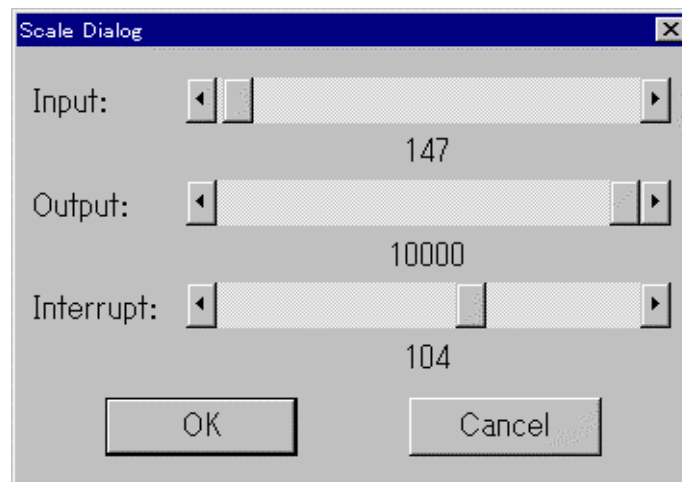 Scale Dialog
Input:
147
Output:
10000
Interrupt:
104
OK Cancel